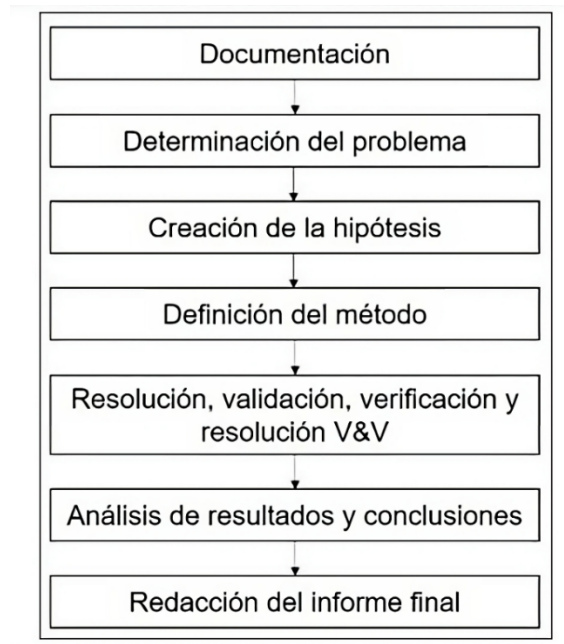 Documentación
Determinación del problema
Creación de la hipótesis
Definición del método
Resolución, validación, verificación y
resolución V&V
Análisis de resultados y conclusiones
Redacción del informe final